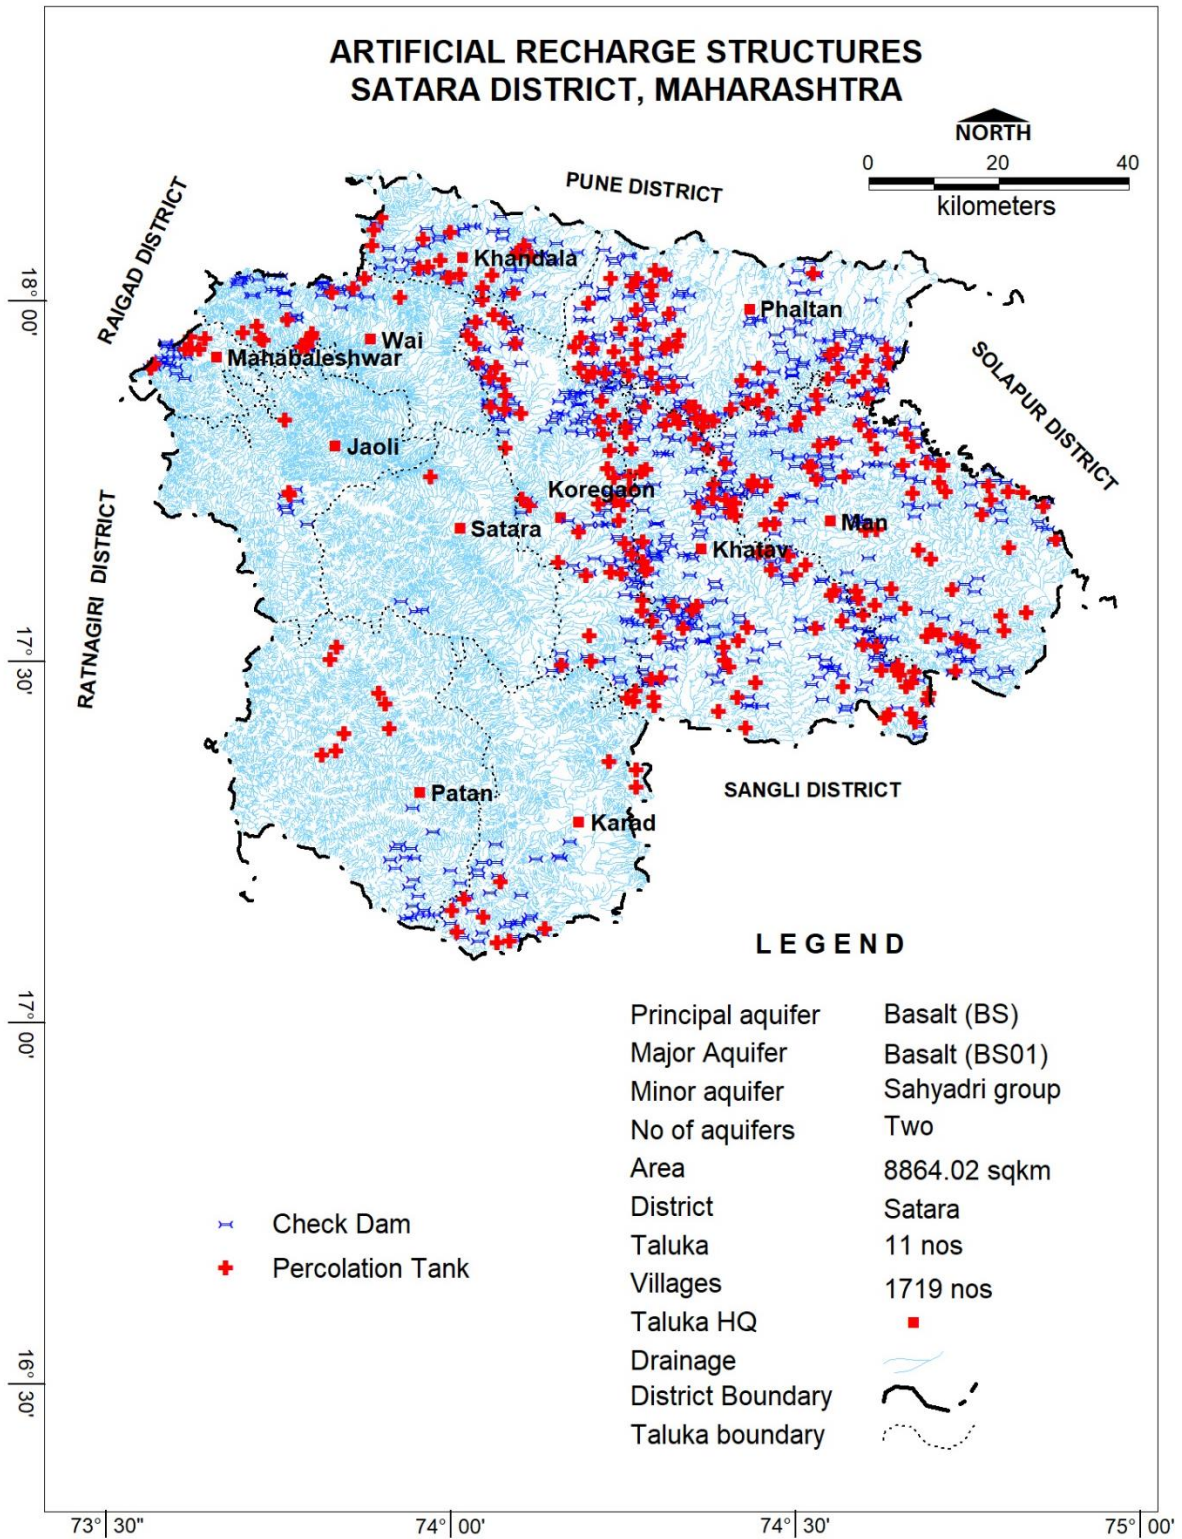 ARTIFICIAL RECHARGE STRUCTURES
SATARA DISTRICT, MAHARASHTRA
NORTH
0 20 40
kilometers
PUNE DISTRICT
RAIGAD DISTRICT
SOLAPUR DISTRICT
RATNAGIRI DISTRICT
SANGLI DISTRICT
Khandala
Phaltan
Wai
Mahabaleshwar
Jaoli
Koregaon
Satara
Man
Khatav
Patan
Karad
18° 00'
17° 30'
17° 00'
16° 30'
LEGEND
Principal aquifer Basalt (BS)
Major Aquifer Basalt (BS01)
Minor aquifer Sahyadri group
No of aquifers Two
Area 8864.02 sqkm
District Satara
Taluka 11 nos
Villages 1719 nos
Taluka HQ
Drainage
District Boundary
Taluka boundary
Check Dam
Percolation Tank
73° 30" 74° 00' 74° 30' 75° 00'